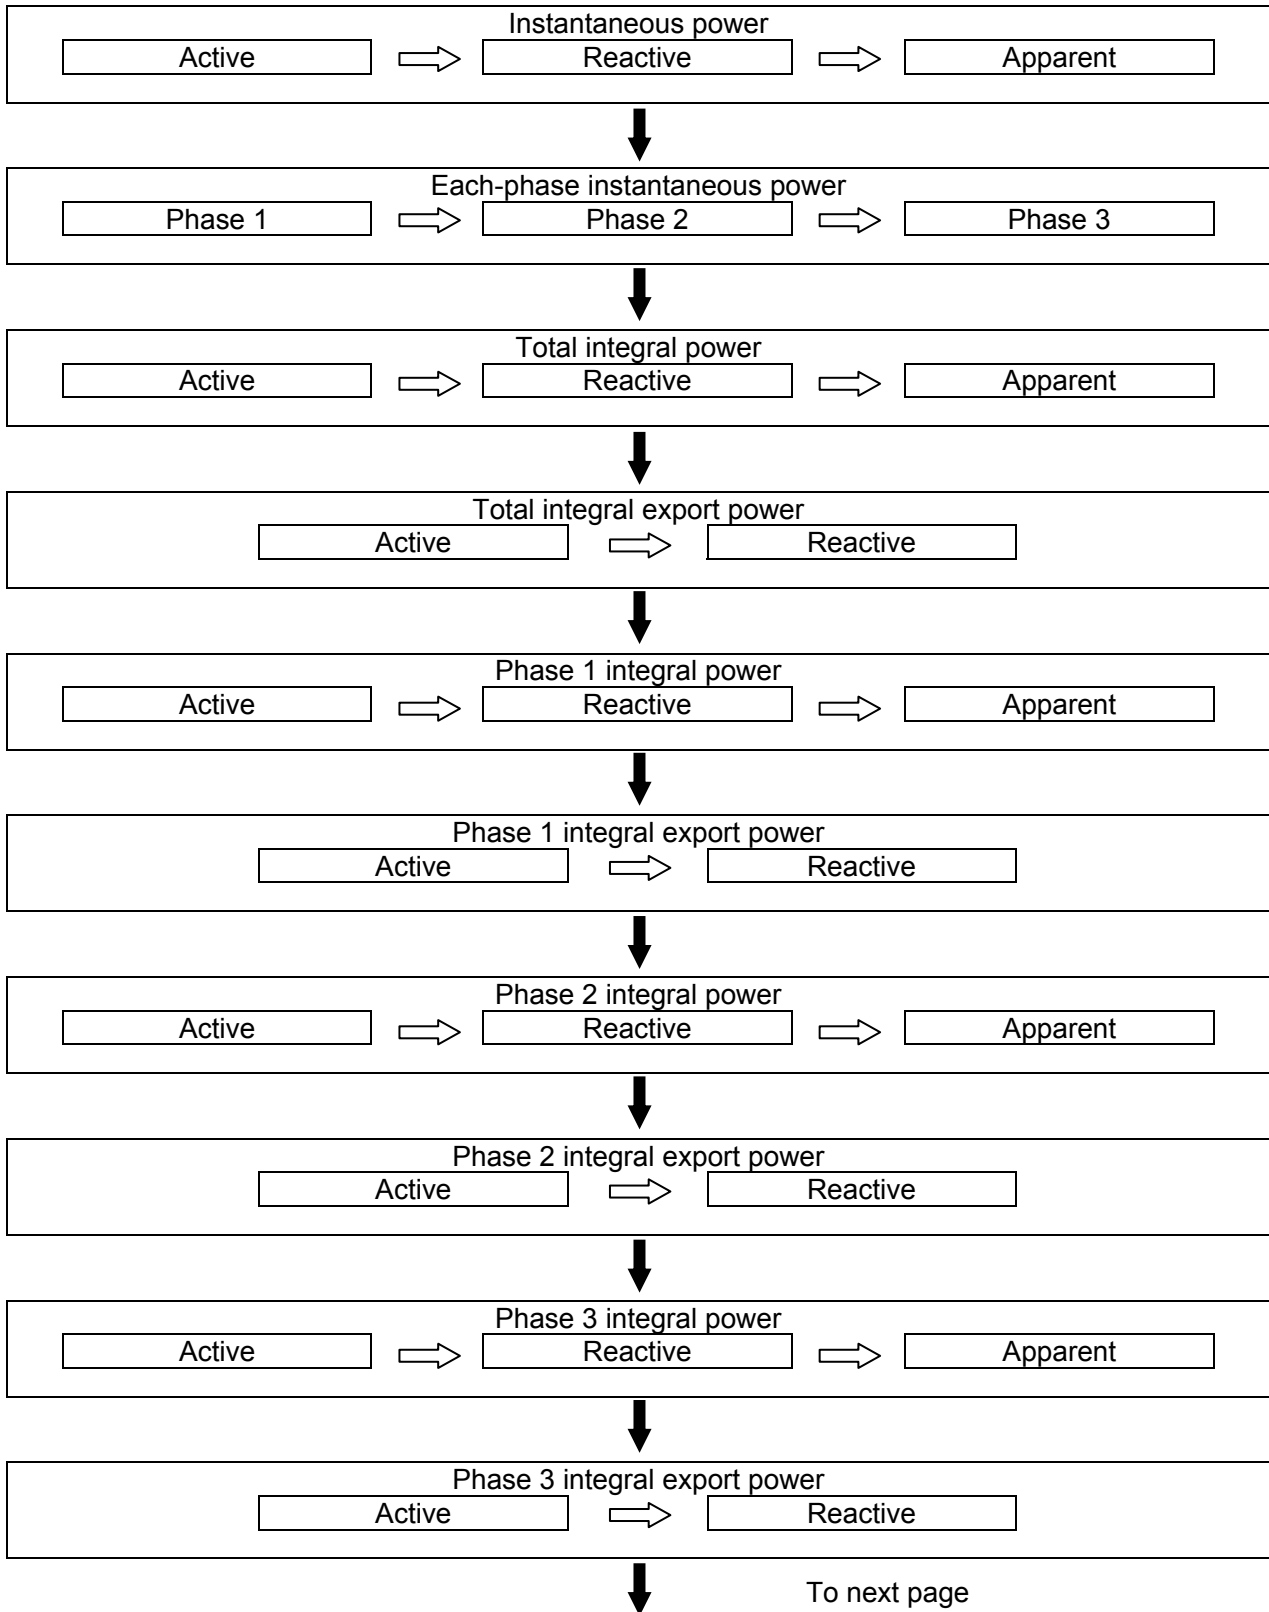 Instantaneous power
Active Reactive Apparent
Each-phase instantaneous power
Phase 1 Phase 2 Phase 3
Total integral power
Active Reactive Apparent
Total integral export power
Active Reactive
Phase 1 integral power
Active Reactive Apparent
Phase 1 integral export power
Active Reactive
Phase 2 integral power
Active Reactive Apparent
Phase 2 integral export power
Active Reactive
Phase 3 integral power
Active Reactive Apparent
Phase 3 integral export power
Active Reactive
To next page